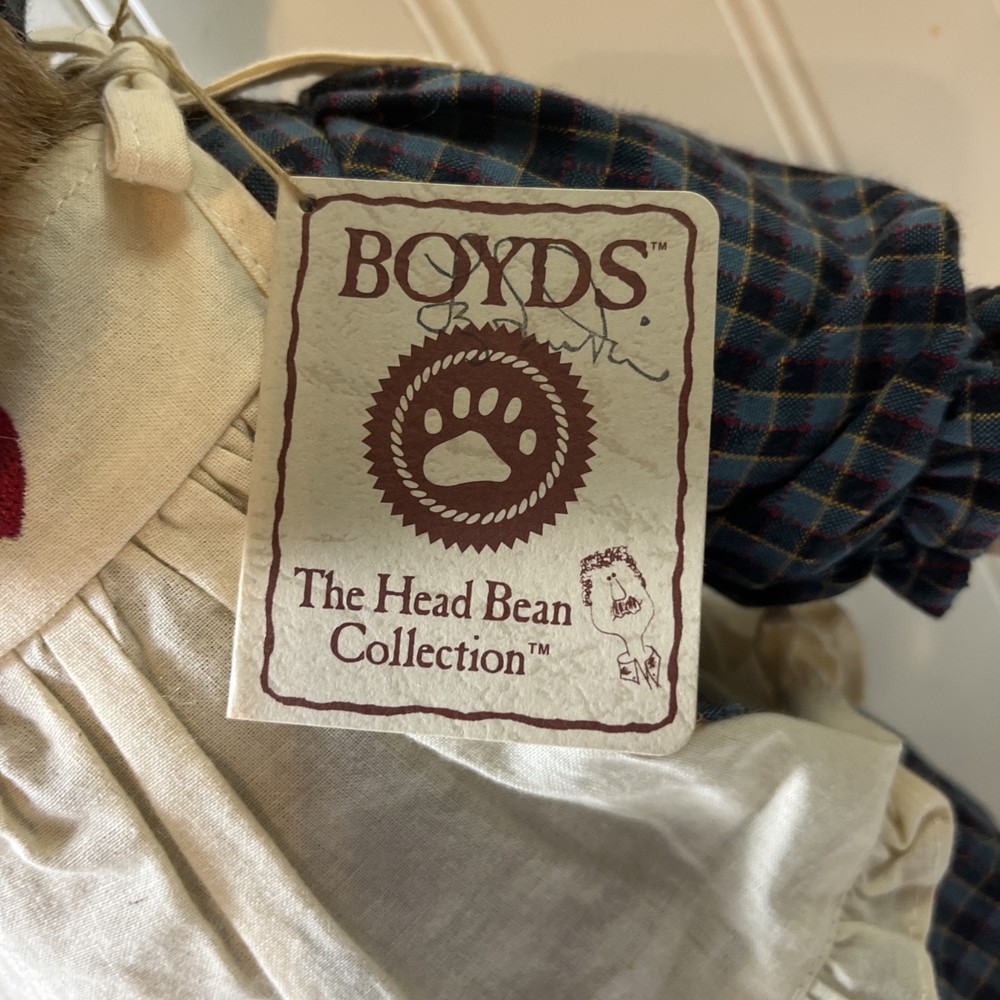 BOYDS™
The Head Bean
Collection™